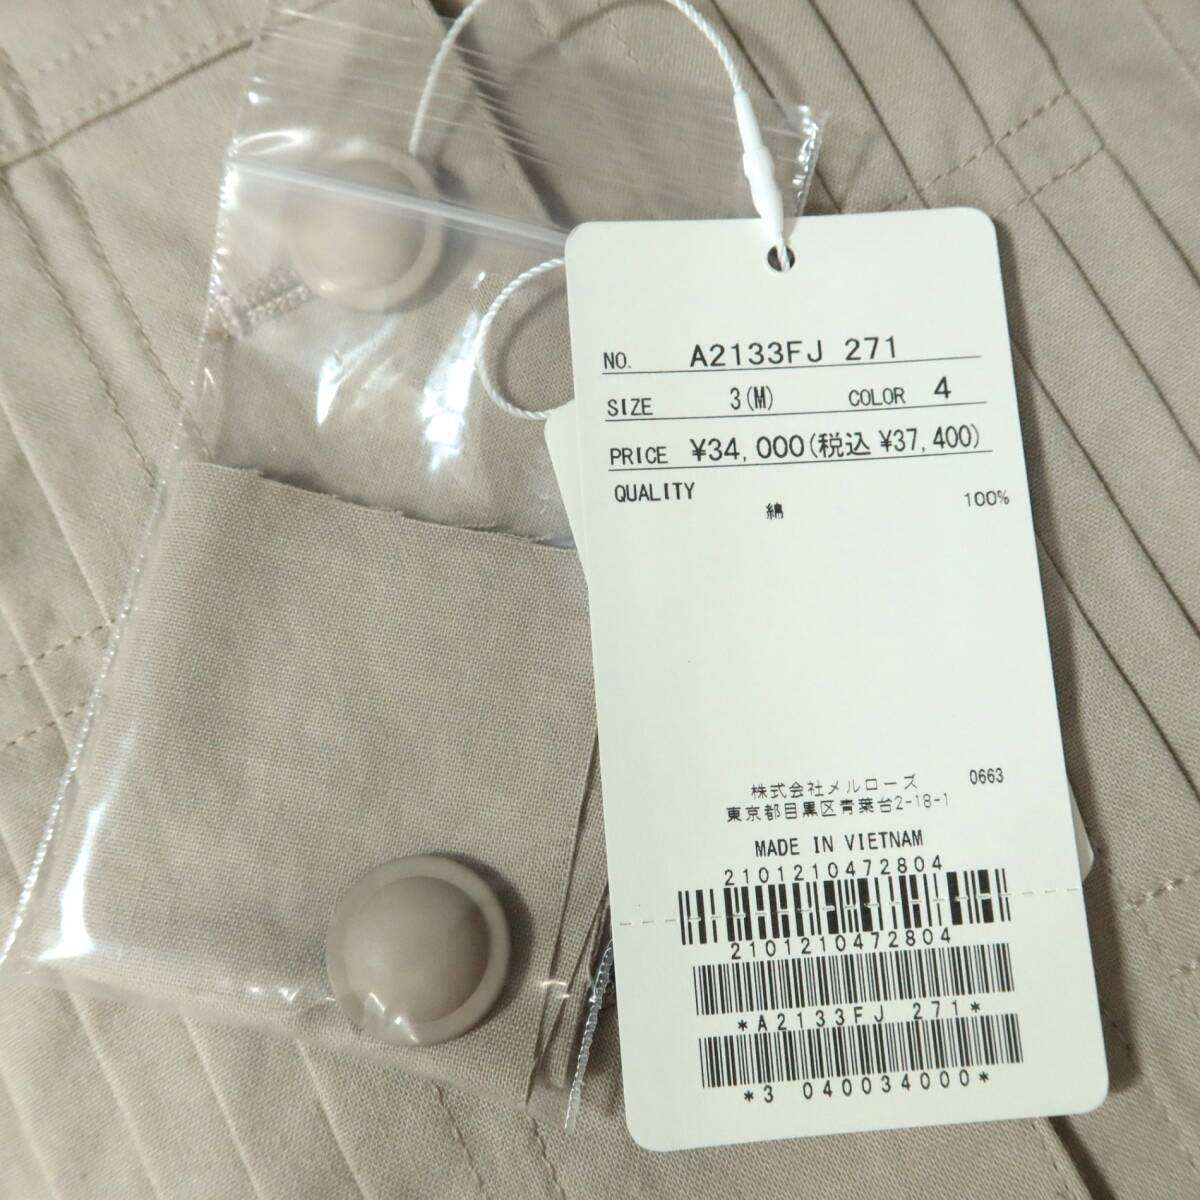 NO. A2133FJ 271
SIZE 3(M) COLOR 4
PRICE ¥34,000(税込 ¥37,400)
QUALITY
綿 100%
株式会社メルローズ 0663
東京都目黒区青葉台2-18-1
MADE IN VIETNAM
2101210472804
2101210472804
*A2133FJ 271*
*3 040034000*